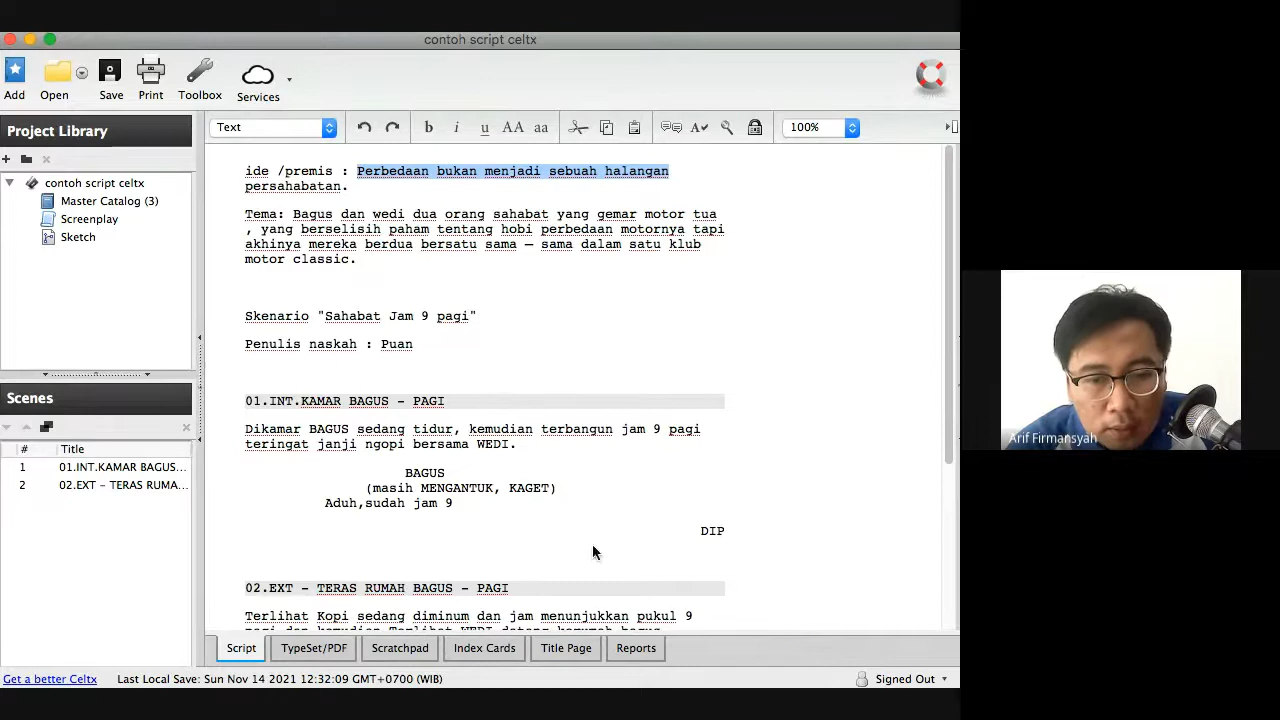 contoh script celtx
Add
Open
Save
Print
Toolbox
Services
Project Library
Text
b
i
u
AA
aa
100%
contoh script celtx
Master Catalog (3)
Screenplay
Sketch
Scenes
# Title
1 01.INT.KAMAR BAGUS...
2 02.EXT – TERAS RUMA...
ide /premis : Perbedaan bukan menjadi sebuah halangan
persahabatan.
Tema: Bagus dan wedi dua orang sahabat yang gemar motor tua
, yang berselisih paham tentang hobi perbedaan motornya tapi
akhinya mereka berdua bersatu sama – sama dalam satu klub
motor classic.
Skenario "Sahabat Jam 9 pagi"
Penulis naskah : Puan
01.INT.KAMAR BAGUS – PAGI
Dikamar BAGUS sedang tidur, kemudian terbangun jam 9 pagi
teringat janji ngopi bersama WEDI.
BAGUS
(masih MENGANTUK, KAGET)
Aduh,sudah jam 9
DIP
02.EXT – TERAS RUMAH BAGUS – PAGI
Terlihat Kopi sedang diminum dan jam menunjukkan pukul 9
Script
TypeSet/PDF
Scratchpad
Index Cards
Title Page
Reports
Get a better Celtx
Last Local Save: Sun Nov 14 2021 12:32:09 GMT+0700 (WIB)
Signed Out
Arif Firmansyah